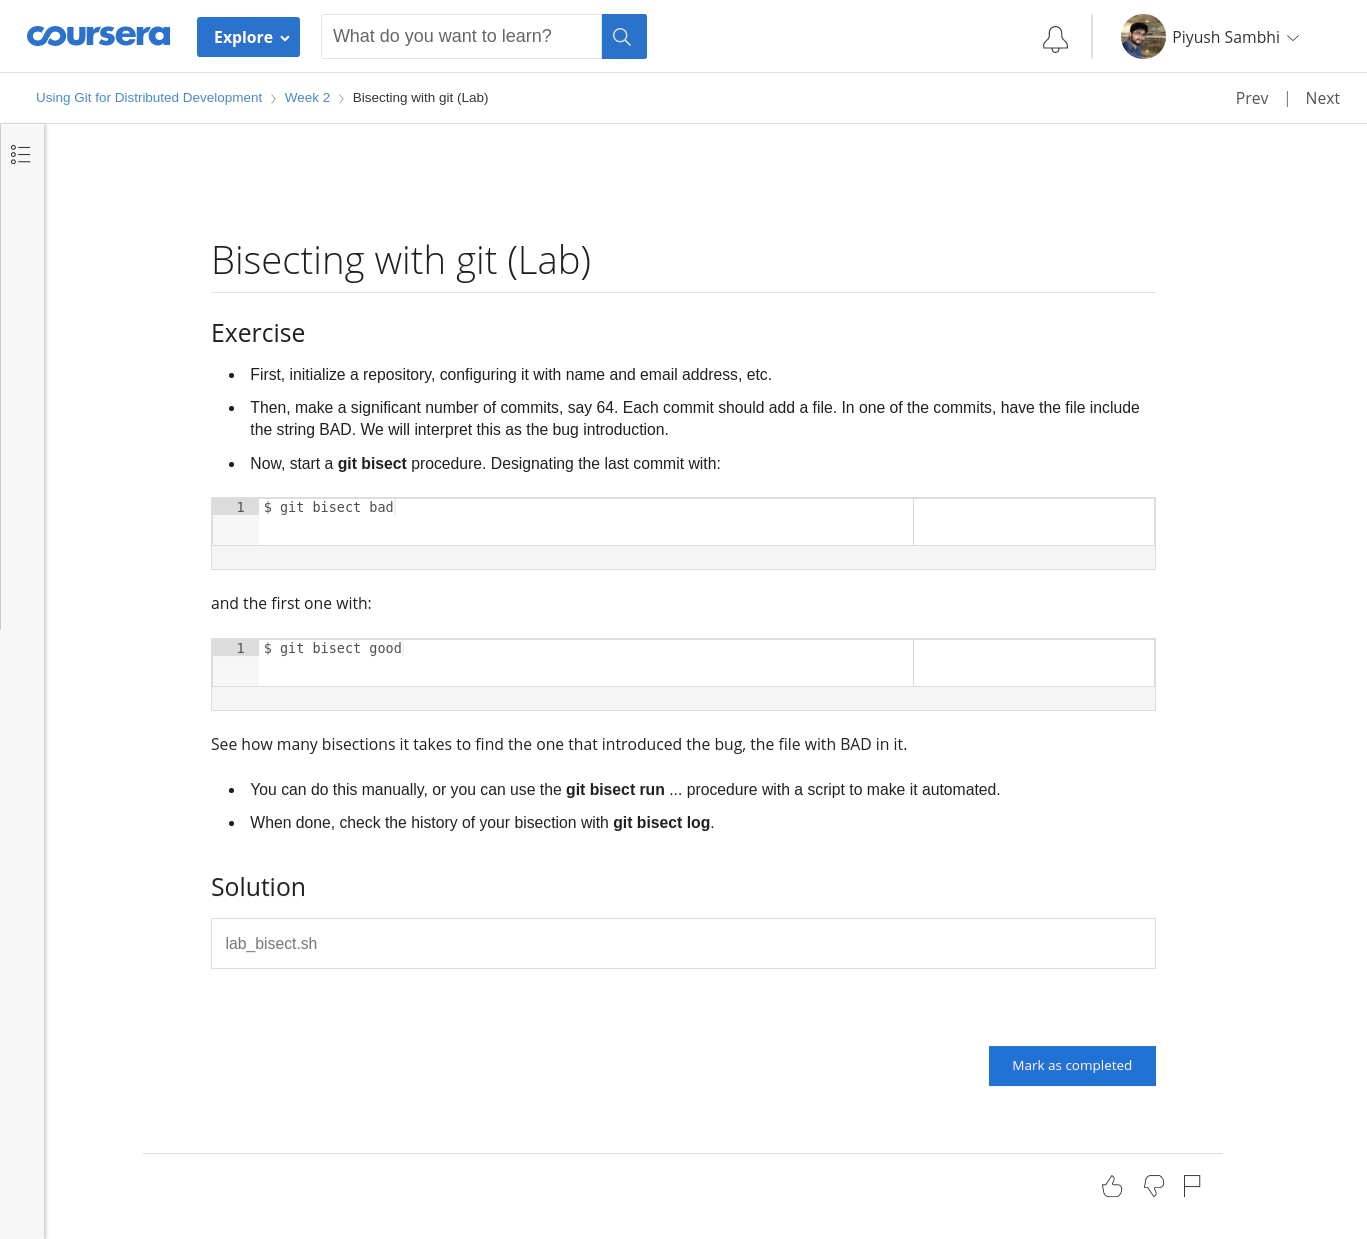 coursera
Explore
What do you want to learn?
Piyush Sambhi
Using Git for Distributed Development
Week 2
Bisecting with git (Lab)
Prev | Next
Bisecting with git (Lab)
Exercise
• First, initialize a repository, configuring it with name and email address, etc.
• Then, make a significant number of commits, say 64. Each commit should add a file. In one of the commits, have the file include
the string BAD. We will interpret this as the bug introduction.
• Now, start a git bisect procedure. Designating the last commit with:
1 $ git bisect bad
and the first one with:
1 $ git bisect good
See how many bisections it takes to find the one that introduced the bug, the file with BAD in it.
• You can do this manually, or you can use the git bisect run ... procedure with a script to make it automated.
• When done, check the history of your bisection with git bisect log.
Solution
lab_bisect.sh
Mark as completed